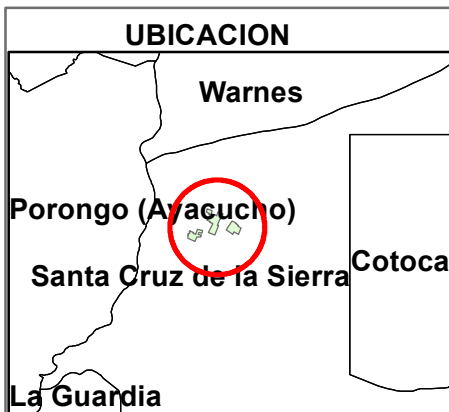 UBICACION
Warnes
Porongo (Ayacucho)
Santa Cruz de la Sierra
Cotoca
La Guardia